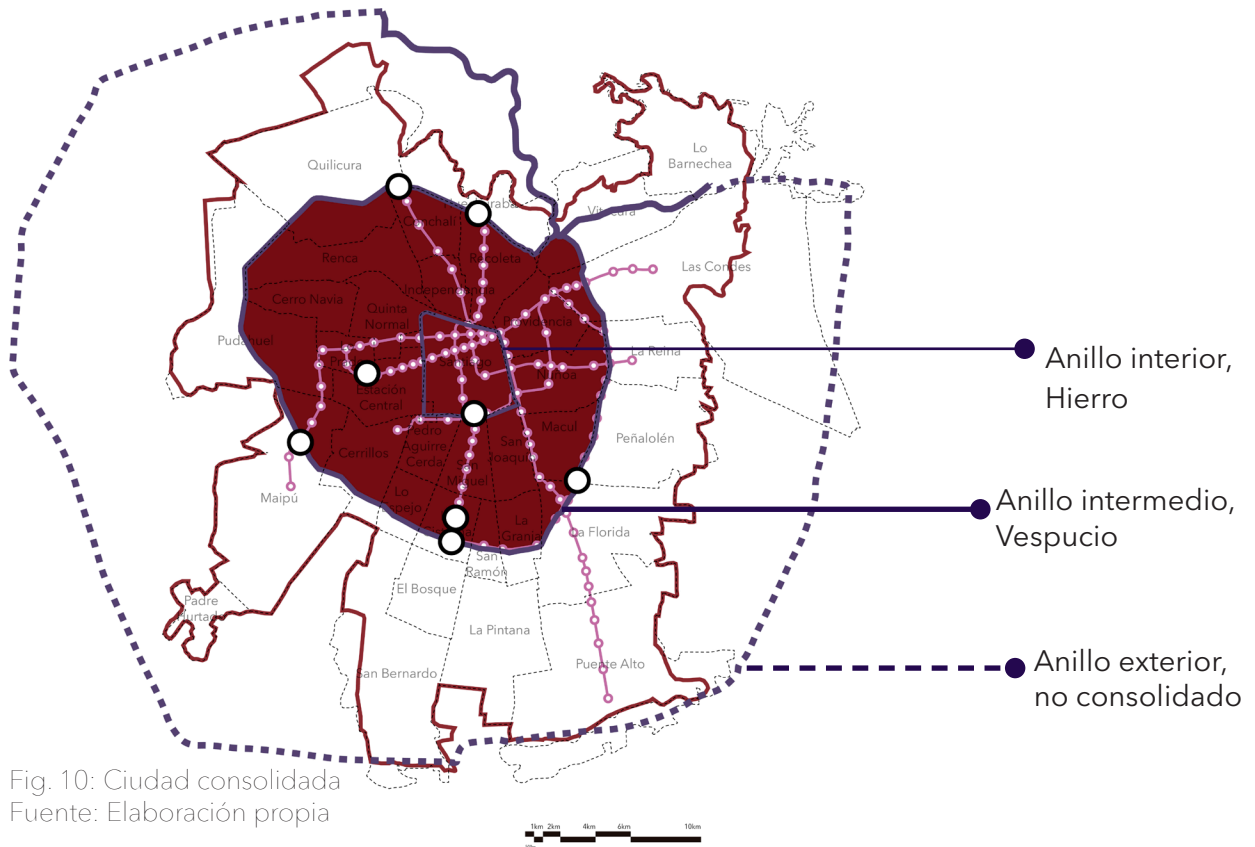 Lo
Barnechea
Quilicura
Vitacura
Conchalí
Recoleta
Renca
Las Condes
Independencia
Cerro Navia
Quinta
Normal
Providencia
Pudahuel
La Reina
Anillo interior,
Hierro
Ñuñoa
Estación
Central
Macul
Pedro
Aguirre
Cerda
San
Joaquín
Peñalolén
Cerrillos
San
Miguel
Maipú
Lo
Espejo
Anillo intermedio,
Vespucio
La
Granja
La Florida
San
Ramón
El Bosque
Padre
Hurtado
La Pintana
Puente Alto
San Bernardo
Anillo exterior,
no consolidado
Fig. 10: Ciudad consolidada
Fuente: Elaboración propia
1km 2km 4km 6km 10km